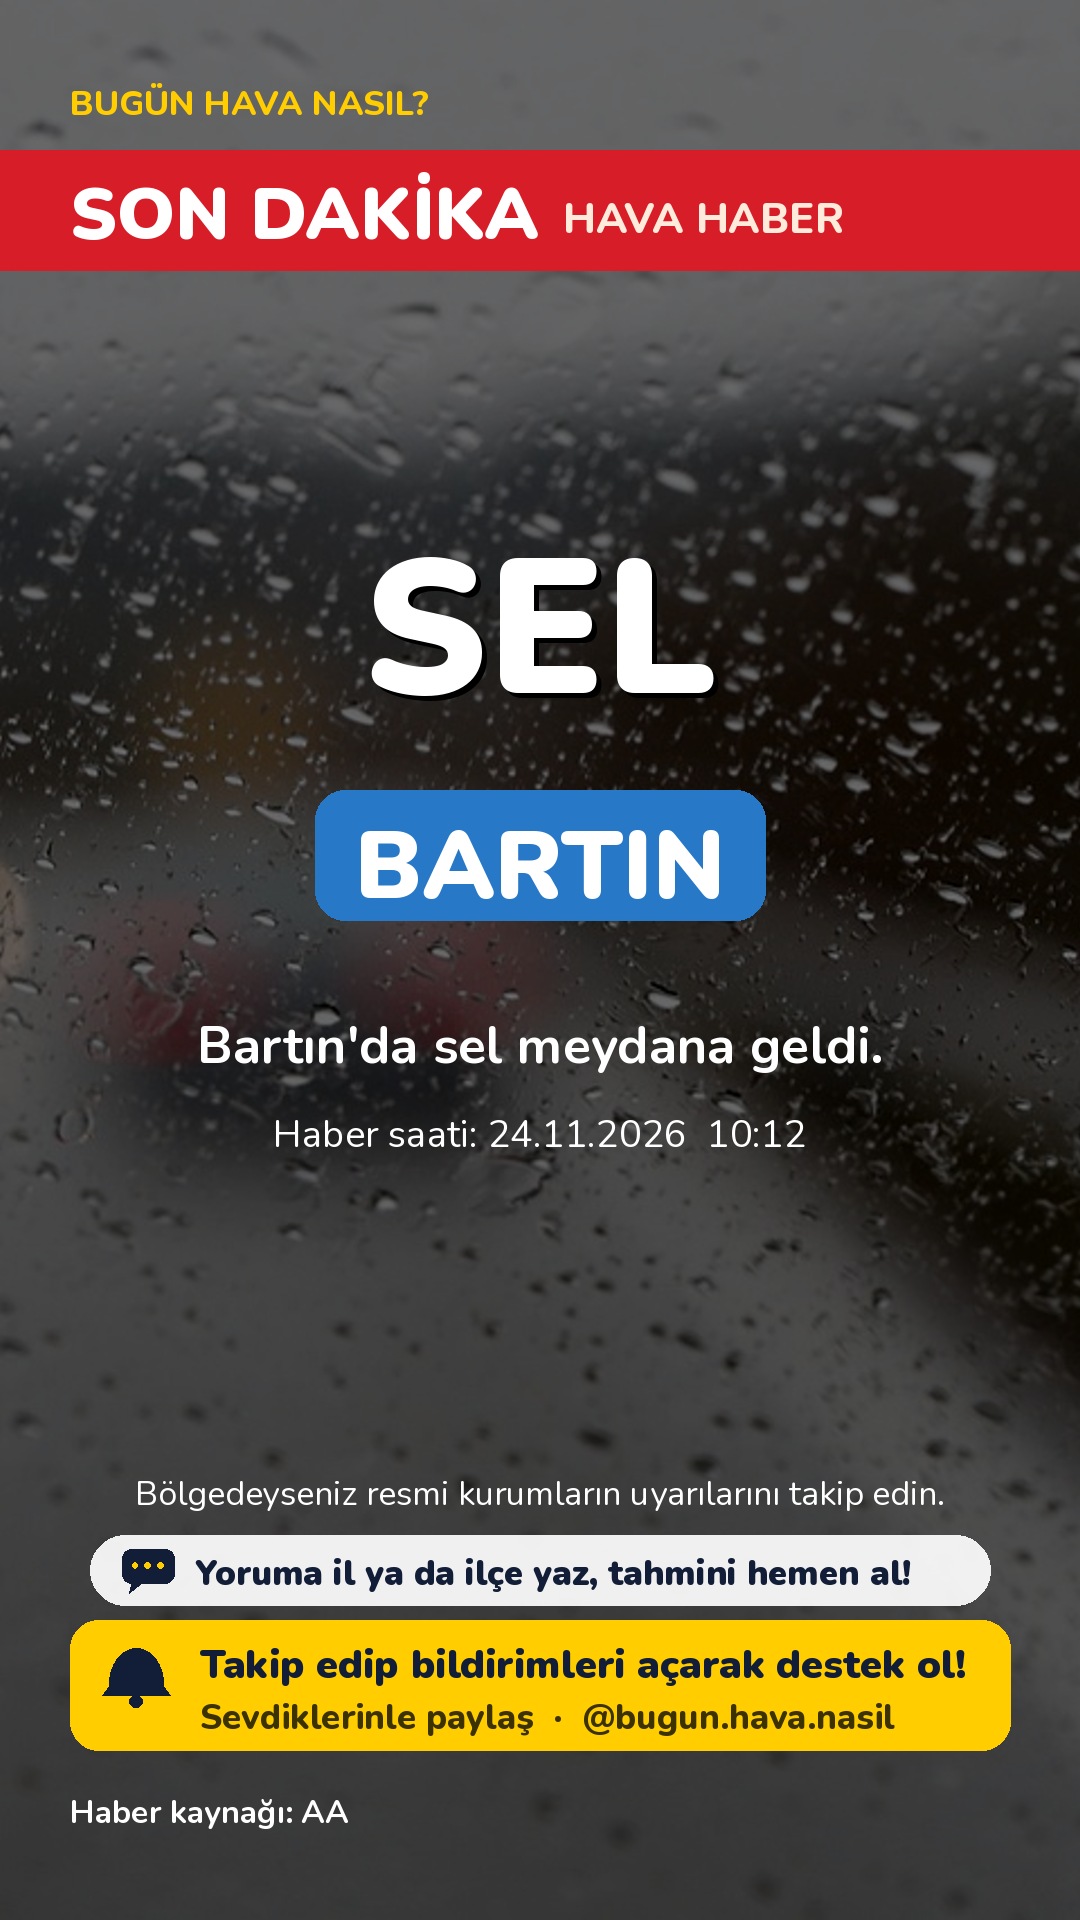 BUGÜN HAVA NASIL?
SON DAKİKA HAVA HABER
SEL
BARTIN
Bartın'da sel meydana geldi.
Haber saati: 24.11.2026 10:12
Bölgedeyseniz resmi kurumların uyarılarını takip edin.
Yoruma il ya da ilçe yaz, tahmini hemen al!
Takip edip bildirimleri açarak destek ol!
Sevdiklerinle paylaş · @bugun.hava.nasil
Haber kaynağı: AA